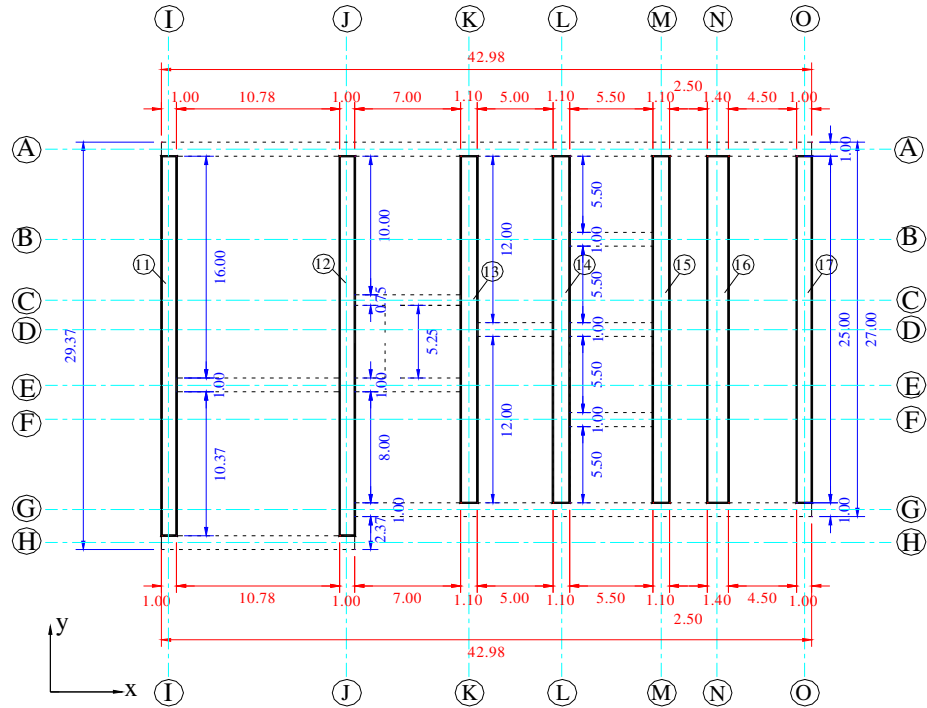 I J K L M N O
42.98
2.50
1.00 10.78 1.00 7.00 1.10 5.00 1.10 5.50 1.10 1.40 4.50 1.00
A A
1.00
5.50
16.00 10.00 12.00
B 1.00 B
11 12 13 14 15 16 17
5.50
C 0.75 C
D 1.00 1.00 D
29.37 5.25 25.00 27.00
5.50
E 1.00 1.00 E
F 1.00 F
10.37 8.00 12.00
5.50
G 1.00 1.00 G
H 2.37 H
1.00 10.78 1.00 7.00 1.10 5.00 1.10 5.50 1.10 1.40 4.50 1.00
2.50
y
42.98
x
I J K L M N O